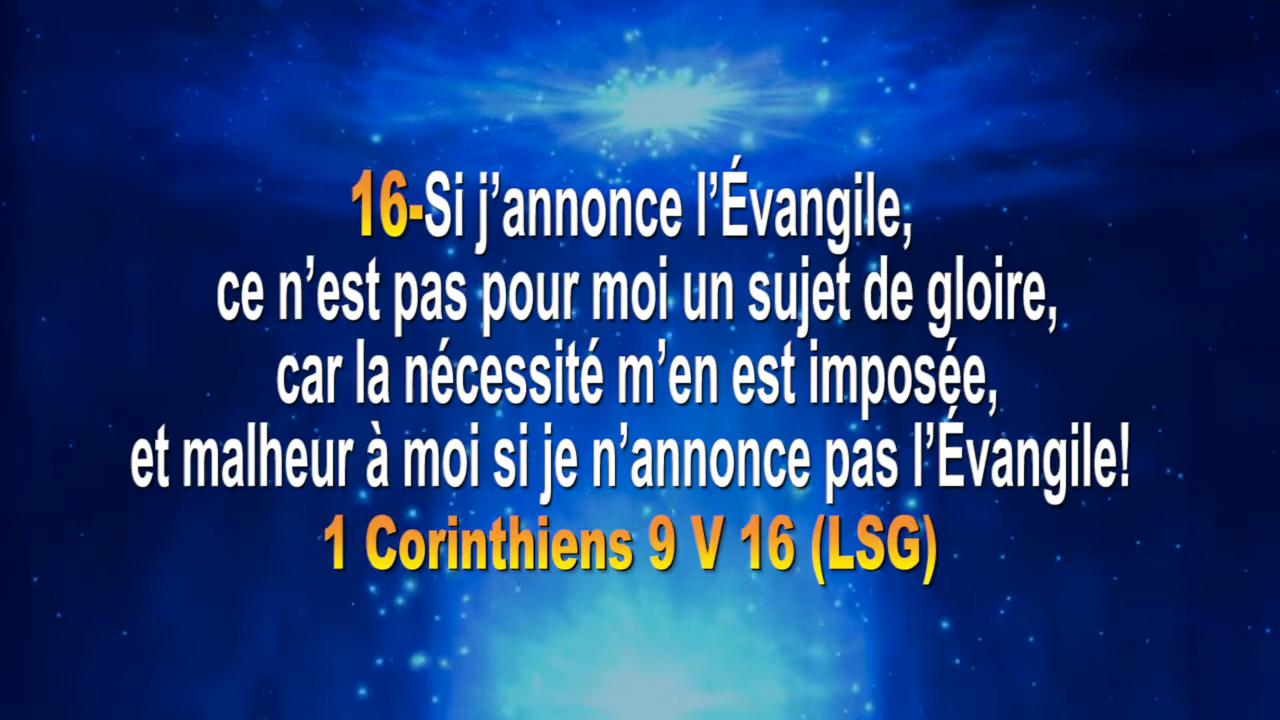 16-Si j’annonce l’Évangile,
ce n’est pas pour moi un sujet de gloire,
car la nécessité m’en est imposée,
et malheur à moi si je n’annonce pas l’Évangile!
1 Corinthiens 9 V 16 (LSG)